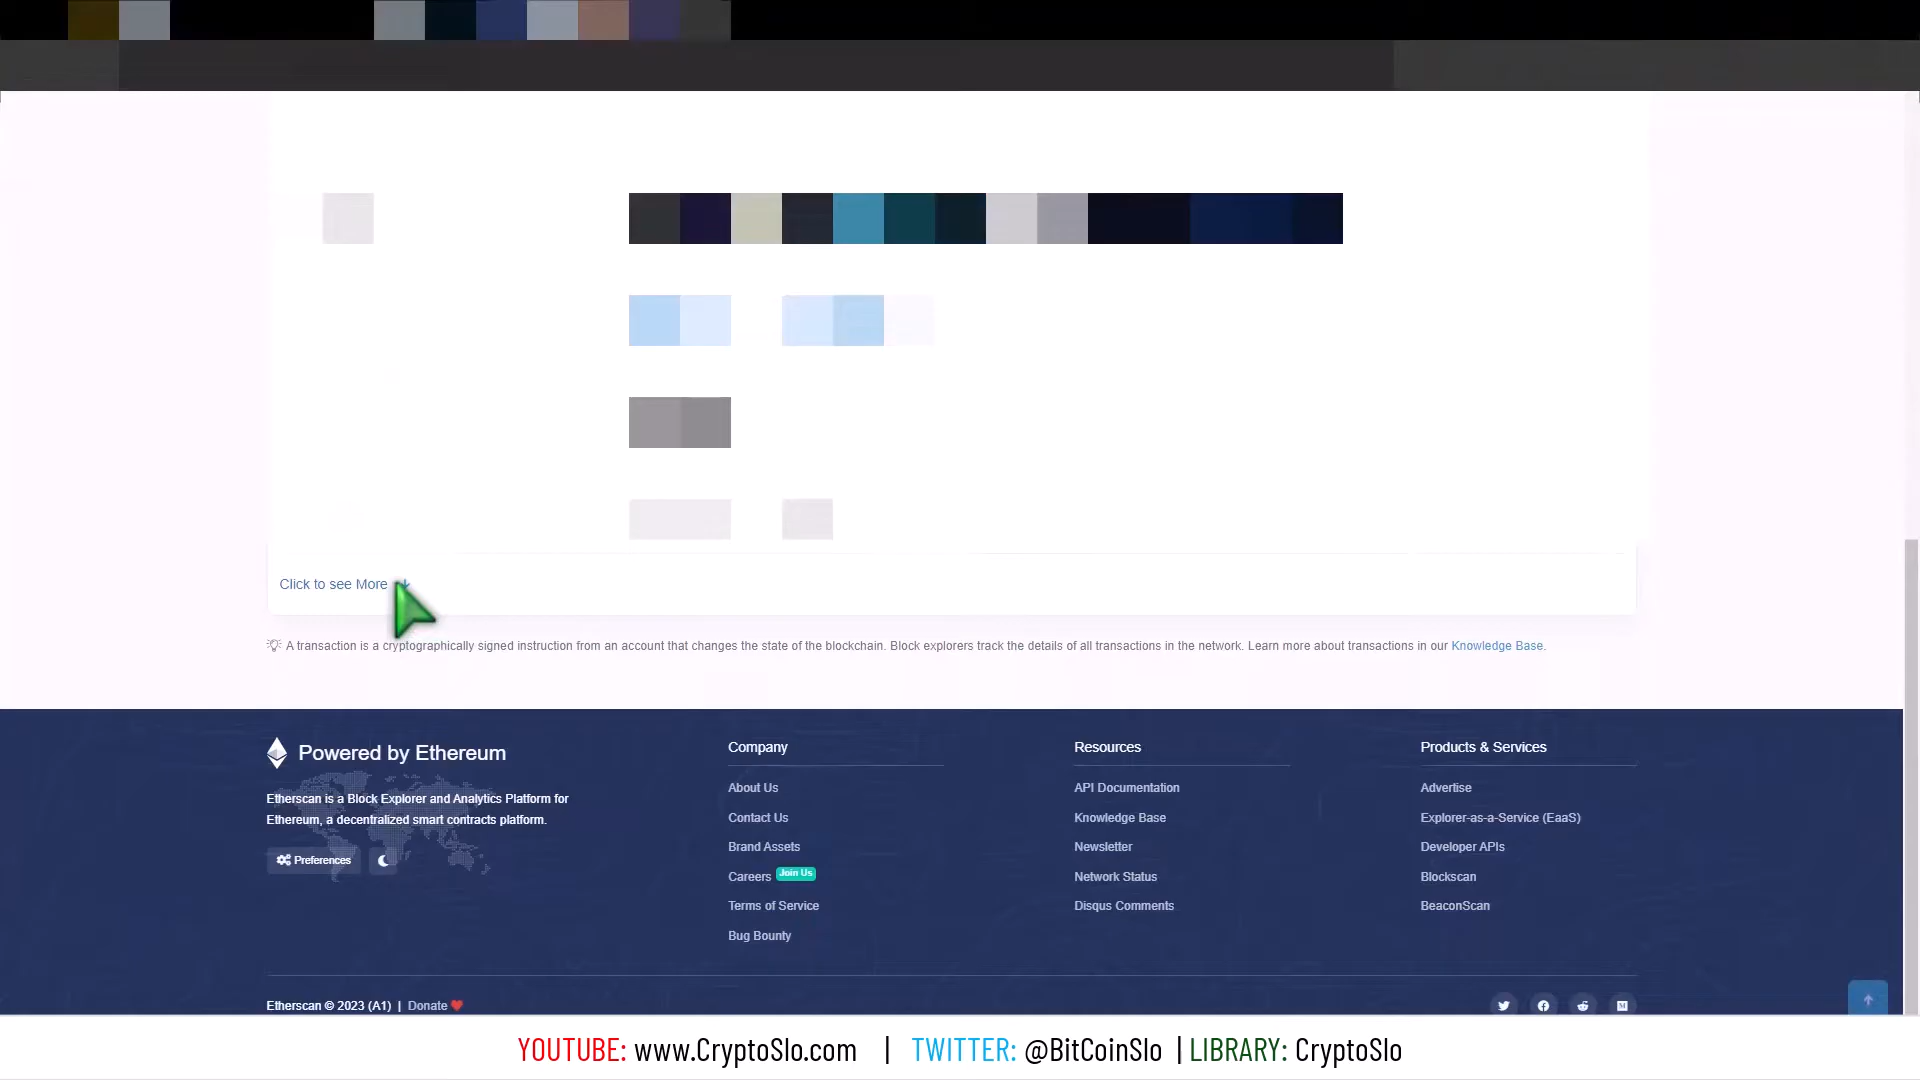 Click to see More
A transaction is a cryptographically signed instruction from an account that changes the state of the blockchain. Block explorers track the details of all transactions in the network. Learn more about transactions in our Knowledge Base.
Powered by Ethereum
Etherscan is a Block Explorer and Analytics Platform for
Ethereum, a decentralized smart contracts platform.
Preferences
Company
About Us
Contact Us
Brand Assets
Careers Join Us
Terms of Service
Bug Bounty
Resources
API Documentation
Knowledge Base
Newsletter
Network Status
Disqus Comments
Products & Services
Advertise
Explorer-as-a-Service (EaaS)
Developer APIs
Blockscan
BeaconScan
Etherscan © 2023 (A1) | Donate
YOUTUBE: www.CryptoSlo.com | TWITTER: @BitCoinSlo | LIBRARY: CryptoSlo